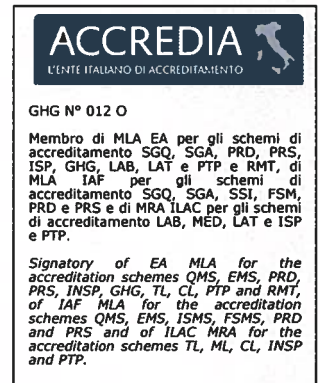 ACCREDIA
L'ENTE ITALIANO DI ACCREDITAMENTO
GHG N° 012 O
Membro di MLA EA per gli schemi di
accreditamento SGQ, SGA, PRD, PRS,
ISP, GHG, LAB, LAT e PTP e RMT, di
MLA IAF per gli schemi di
accreditamento SGQ, SGA, SSI, FSM,
PRD e PRS e di MRA ILAC per gli schemi
di accreditamento LAB, MED, LAT e ISP
e PTP.
Signatory of EA MLA for the
accreditation schemes QMS, EMS, PRD,
PRS, INSP, GHG, TL, CL, PTP and RMT,
of IAF MLA for the accreditation
schemes QMS, EMS, ISMS, FSMS, PRD
and PRS and of ILAC MRA for the
accreditation schemes TL, ML, CL, INSP
and PTP.